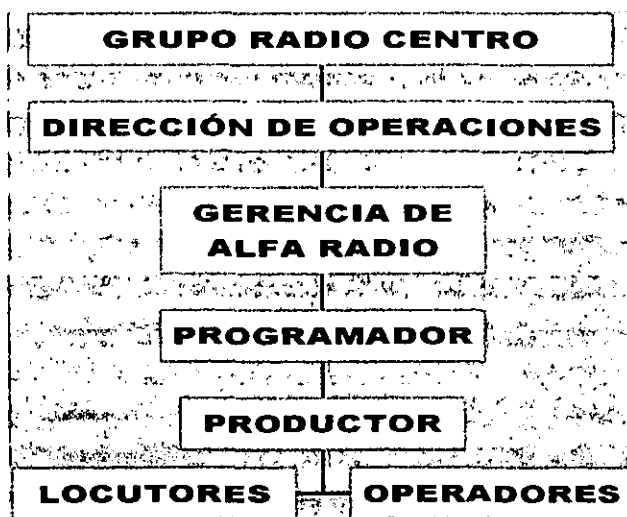 GRUPO RADIO CENTRO
DIRECCIÓN DE OPERACIONES
GERENCIA DE
ALFA RADIO
PROGRAMADOR
PRODUCTOR
LOCUTORES
OPERADORES